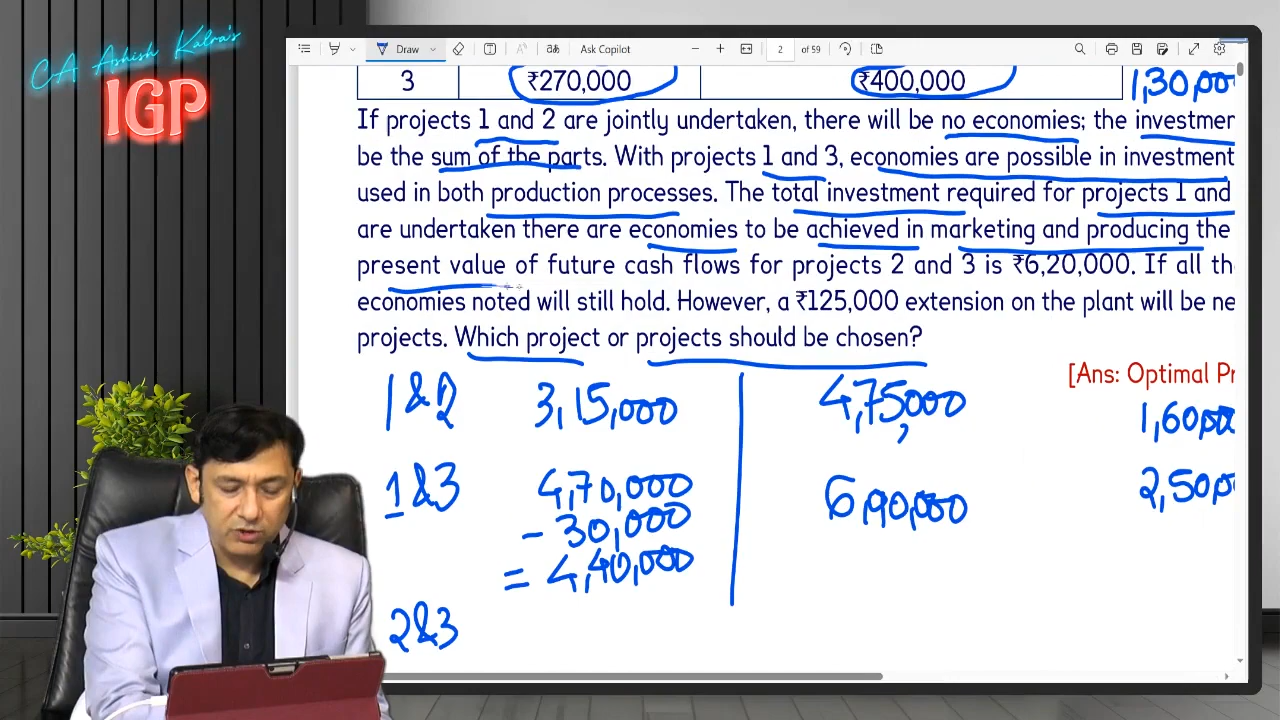 CA Ashish Kalra's
IGP
Draw
Ask Copilot
2 of 59
3 ₹270,000 ₹400,000 1,30,000
If projects 1 and 2 are jointly undertaken, there will be no economies; the investmen
be the sum of the parts. With projects 1 and 3, economies are possible in investment
used in both production processes. The total investment required for projects 1 and
are undertaken there are economies to be achieved in marketing and producing the
present value of future cash flows for projects 2 and 3 is ₹6,20,000. If all th
economies noted will still hold. However, a ₹125,000 extension on the plant will be ne
projects. Which project or projects should be chosen?
[Ans: Optimal Pr
1&2 3,15,000 4,75,000 1,60,000
1&3 4,70,000 6,90,000 2,50,0
- 30,000
= 4,40,000
2&3